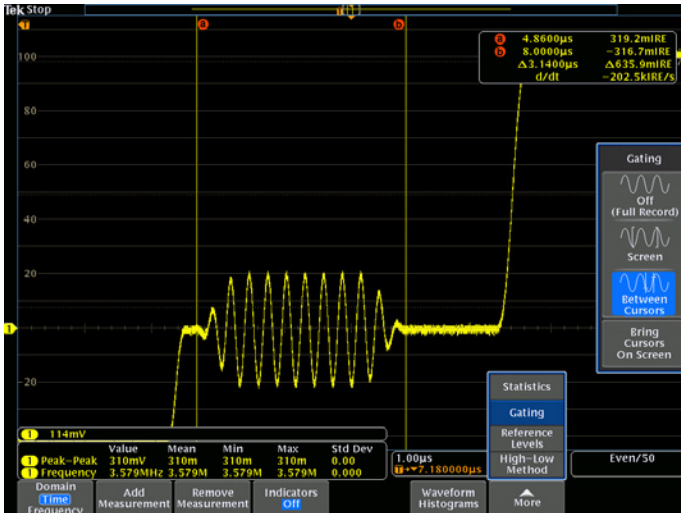 Tek Stop
T
a
b
a 4.8600μs 319.2mIRE
b 8.0000μs −316.7mIRE
Δ3.1400μs Δ635.9mIRE
d/dt −202.5kIRE/s
100
80
60
40
20
1
-20
Gating
Off
(Full Record)
Screen
Between
Cursors
Bring
Cursors
On Screen
Statistics
Gating
Reference
Levels
High-Low
Method
1 114mV
Value Mean Min Max Std Dev
1 Peak-Peak 310mV 310m 310m 310m 0.00
1 Frequency 3.579MHz 3.579M 3.579M 3.579M 0.000
1.00μs
T→▼7.180000μs
Even/50
Domain
Time
Frequency
Add
Measurement
Remove
Measurement
Indicators
Off
Waveform
Histograms
More